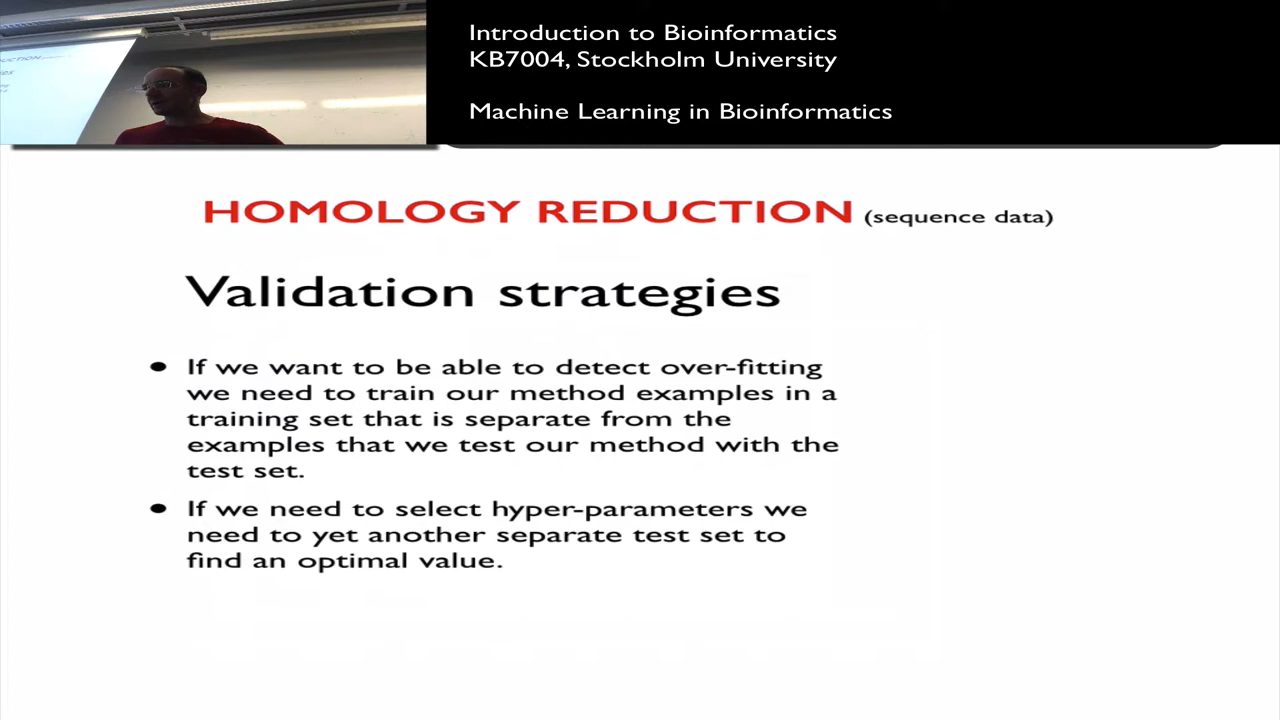 Introduction to Bioinformatics
KB7004, Stockholm University
Machine Learning in Bioinformatics
HOMOLOGY REDUCTION (sequence data)
Validation strategies
• If we want to be able to detect over-fitting
we need to train our method examples in a
training set that is separate from the
examples that we test our method with the
test set.
• If we need to select hyper-parameters we
need to yet another separate test set to
find an optimal value.